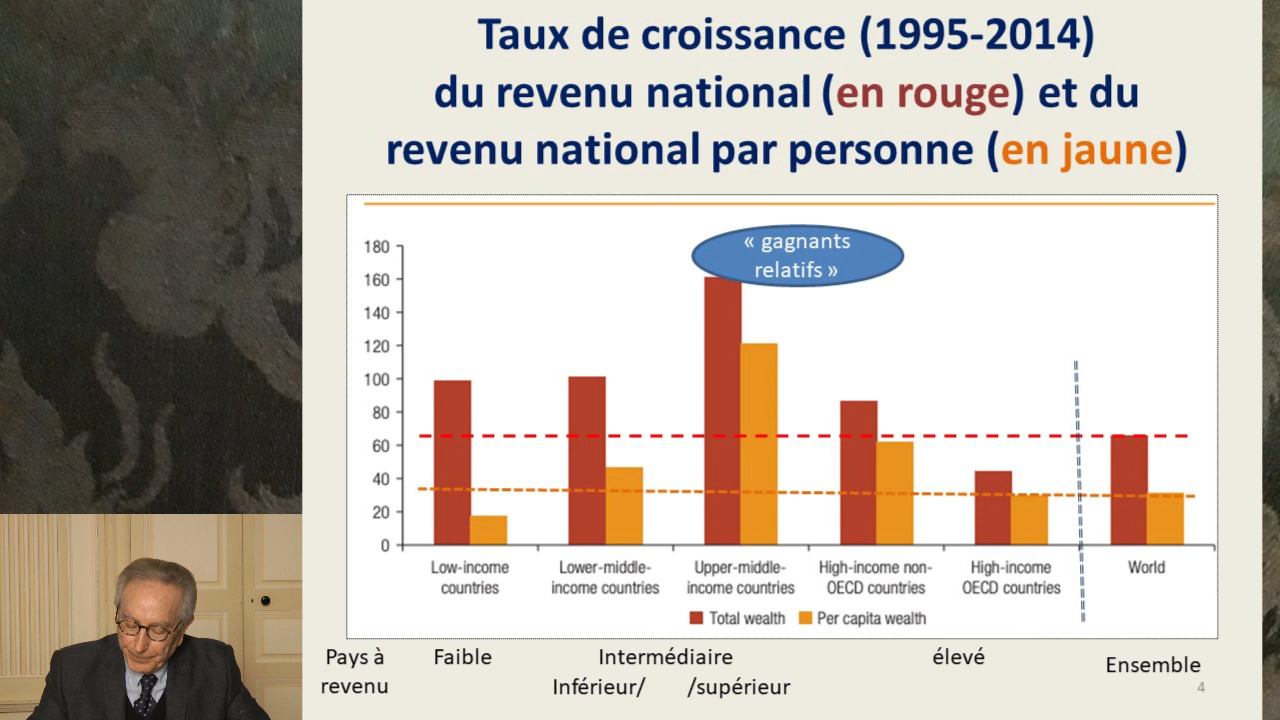 Taux de croissance (1995-2014)
du revenu national (en rouge) et du
revenu national par personne (en jaune)
« gagnants
relatifs »
180
160
140
120
100
80
60
40
20
0
Low-income
countries
Lower-middle-
income countries
Upper-middle-
income countries
High-income non-
OECD countries
High-income
OECD countries
World
Total wealth
Per capita wealth
Pays à
revenu
Faible
Intermédiaire
Inférieur/ /supérieur
élevé
Ensemble
4